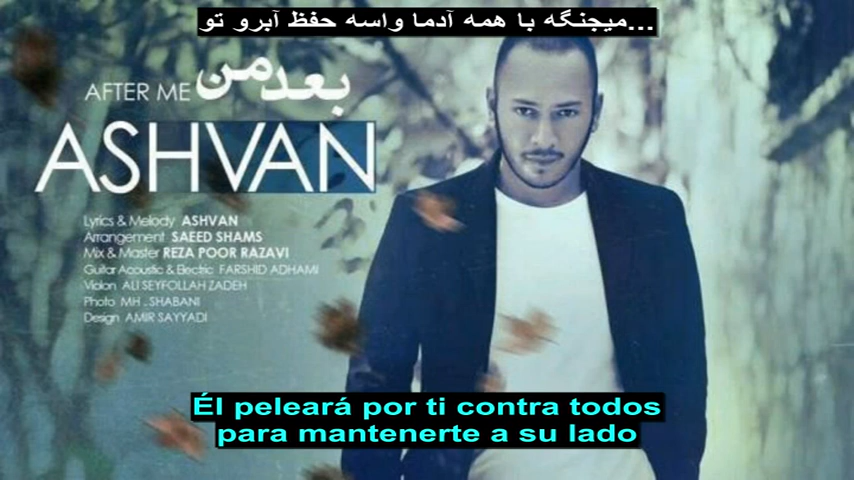 میجنگه با همه آدما واسه حفظ آبرو تو...
بعد من
AFTER ME
ASHVAN
Lyrics & Melody ASHVAN
Arrangement SAEED SHAMS
Mix & Master REZA POOR RAZAVI
Guitar Acoustic & Electric FARSHID ADHAMI
Violon ALI SEYFOLLAH ZADEH
Photo MH . SHABANI
Design AMIR SAYYADI
Él peleará por ti contra todos
para mantenerte a su lado